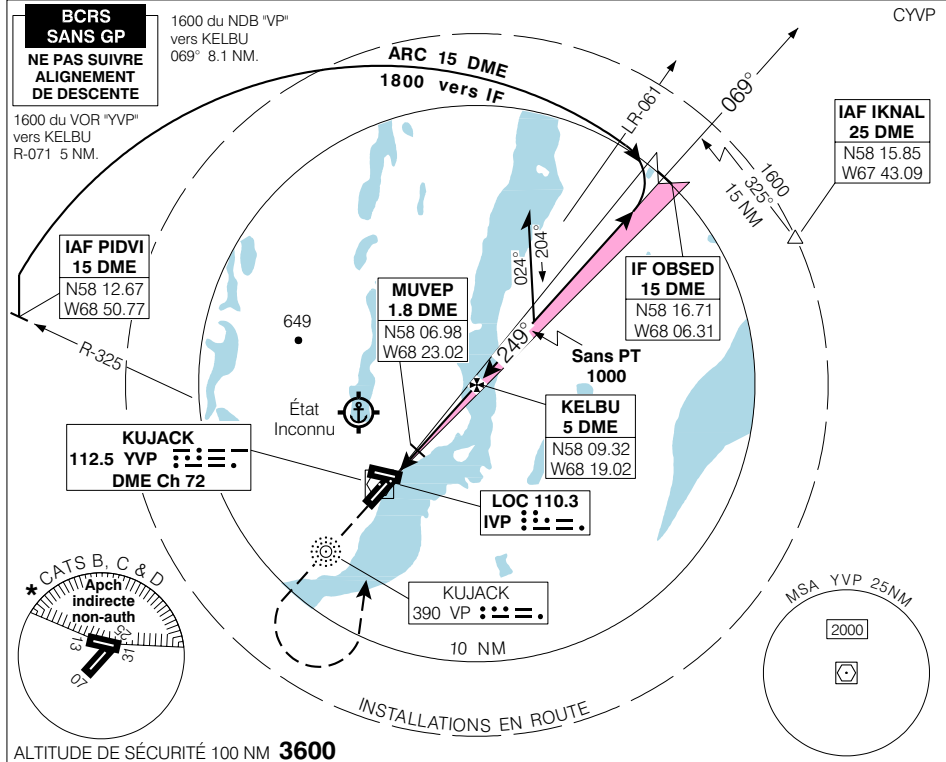 BCRS
SANS GP
NE PAS SUIVRE
ALIGNEMENT
DE DESCENTE
1600 du NDB "VP"
vers KELBU
069° 8.1 NM.
1600 du VOR "YVP"
vers KELBU
R-071 5 NM.
CYVP
ARC 15 DME
1800 vers IF
LR-061
069°
IAF IKNAL
25 DME
N58 15.85
W67 43.09
1600
325°
15 NM
IAF PIDVI
15 DME
N58 12.67
W68 50.77
R-325
024°
204°
IF OBSED
15 DME
N58 16.71
W68 06.31
MUVEP
1.8 DME
N58 06.98
W68 23.02
249°
649
Sans PT
1000
État
Inconnu
KELBU
5 DME
N58 09.32
W68 19.02
KUJACK
112.5 YVP
DME Ch 72
LOC 110.3
IVP
KUJACK
390 VP
10 NM
INSTALLATIONS EN ROUTE
* CATS B, C & D
Apch
indirecte
non-auth
13
25
31
07
MSA YVP 25NM
2000
ALTITUDE DE SÉCURITÉ 100 NM 3600